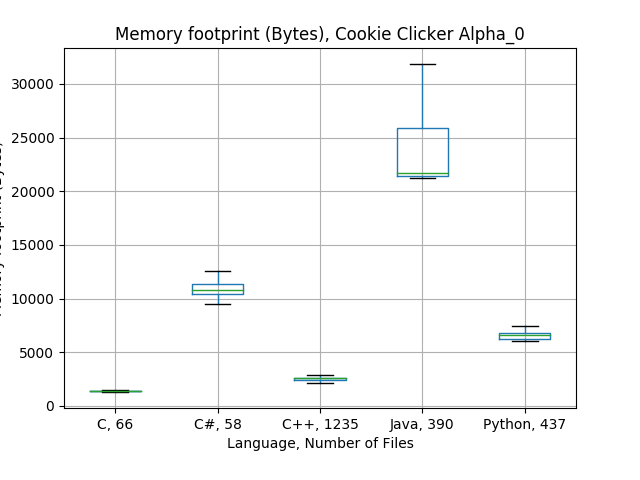 Memory footprint (Bytes), Cookie Clicker Alpha_0
30000
25000
20000
15000
10000
5000
0
C, 66
C#, 58
C++, 1235
Java, 390
Python, 437
Language, Number of Files